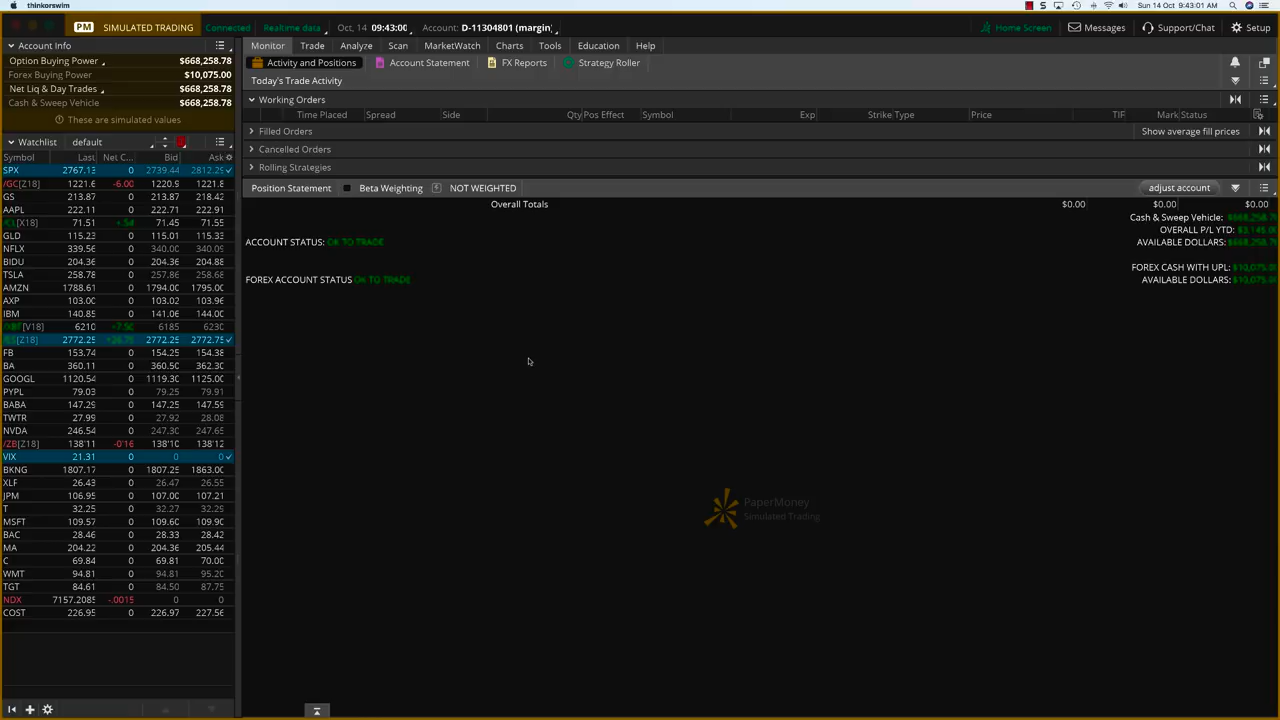 thinkorswim
Sun 14 Oct 9:43:01 AM
PM SIMULATED TRADING Connected Realtime data Oct, 14 09:43:00 Account: D-11304801 (margin) Home Screen Messages Support/Chat Setup
Account Info
Option Buying Power $668,258.78
Forex Buying Power $10,075.00
Net Liq & Day Trades $668,258.78
Cash & Sweep Vehicle $668,258.78
These are simulated values
Watchlist default
Symbol Last Net C... Bid Ask
SPX 2767.13 0 2739.44 2812.29
/GC[Z18] 1221.6 -6.00 1220.9 1221.8
GS 213.87 0 217.84 218.42
AAPL 222.11 0 222.71 222.91
[X18] 71.51 71.45 71.55
GLD 115.23 0 115.01 115.33
NFLX 339.56 0 340.00 340.09
BIDU 204.36 0 204.36 204.88
TSLA 258.78 0 257.86 258.68
AMZN 1788.61 0 1794.00 1795.00
AXP 103.00 0 103.02 103.96
IBM 140.85 0 141.06 144.00
[V18] 6210 +7.50 6185 6230
[Z18] 2772.25 2772.25 2772.75
FB 153.74 0 154.25 154.38
BA 360.11 0 360.50 362.30
GOOGL 1120.54 0 1119.30 1125.00
PYPL 79.03 0 79.25 79.91
BABA 147.29 0 147.25 147.59
TWTR 27.99 0 27.92 28.08
NVDA 246.54 0 247.30 247.65
/ZB[Z18] 138'11 -0'16 138'10 138'12
VIX 21.31 0 0 0
BKNG 1807.17 0 1807.25 1863.00
XLF 26.43 0 26.47 26.55
JPM 106.95 0 107.00 107.21
T 32.25 0 32.27 32.29
MSFT 109.57 0 109.60 109.90
BAC 28.46 0 28.33 28.42
MA 204.22 0 204.36 205.44
C 69.84 0 69.81 70.00
WMT 94.81 0 94.81 95.20
TGT 84.61 0 84.50 87.75
NDX 7157.2085 -.0015 0 0
COST 226.95 0 226.97 227.56
Monitor Trade Analyze Scan MarketWatch Charts Tools Education Help
Activity and Positions Account Statement FX Reports Strategy Roller
Today's Trade Activity
Working Orders
Time Placed Spread Side Qty Pos Effect Symbol Exp Strike Type Price TIF Mark Status
Filled Orders Show average fill prices
Cancelled Orders
Rolling Strategies
Position Statement Beta Weighting NOT WEIGHTED adjust account
Overall Totals $0.00 $0.00 $0.00
Cash & Sweep Vehicle:
OVERALL P/L YTD:
ACCOUNT STATUS: OK TO TRADE AVAILABLE DOLLARS:
FOREX CASH WITH UPL:
FOREX ACCOUNT STATUS OK TO TRADE AVAILABLE DOLLARS:
PaperMoney
Simulated Trading